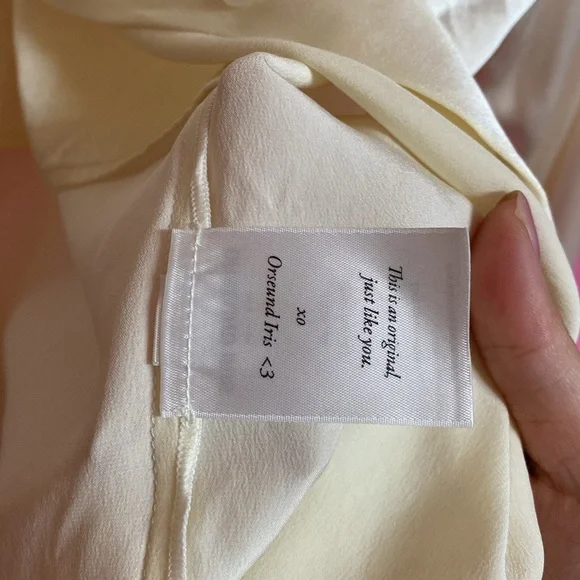 This is an original,
just like you.
xo
Orseund Iris <3